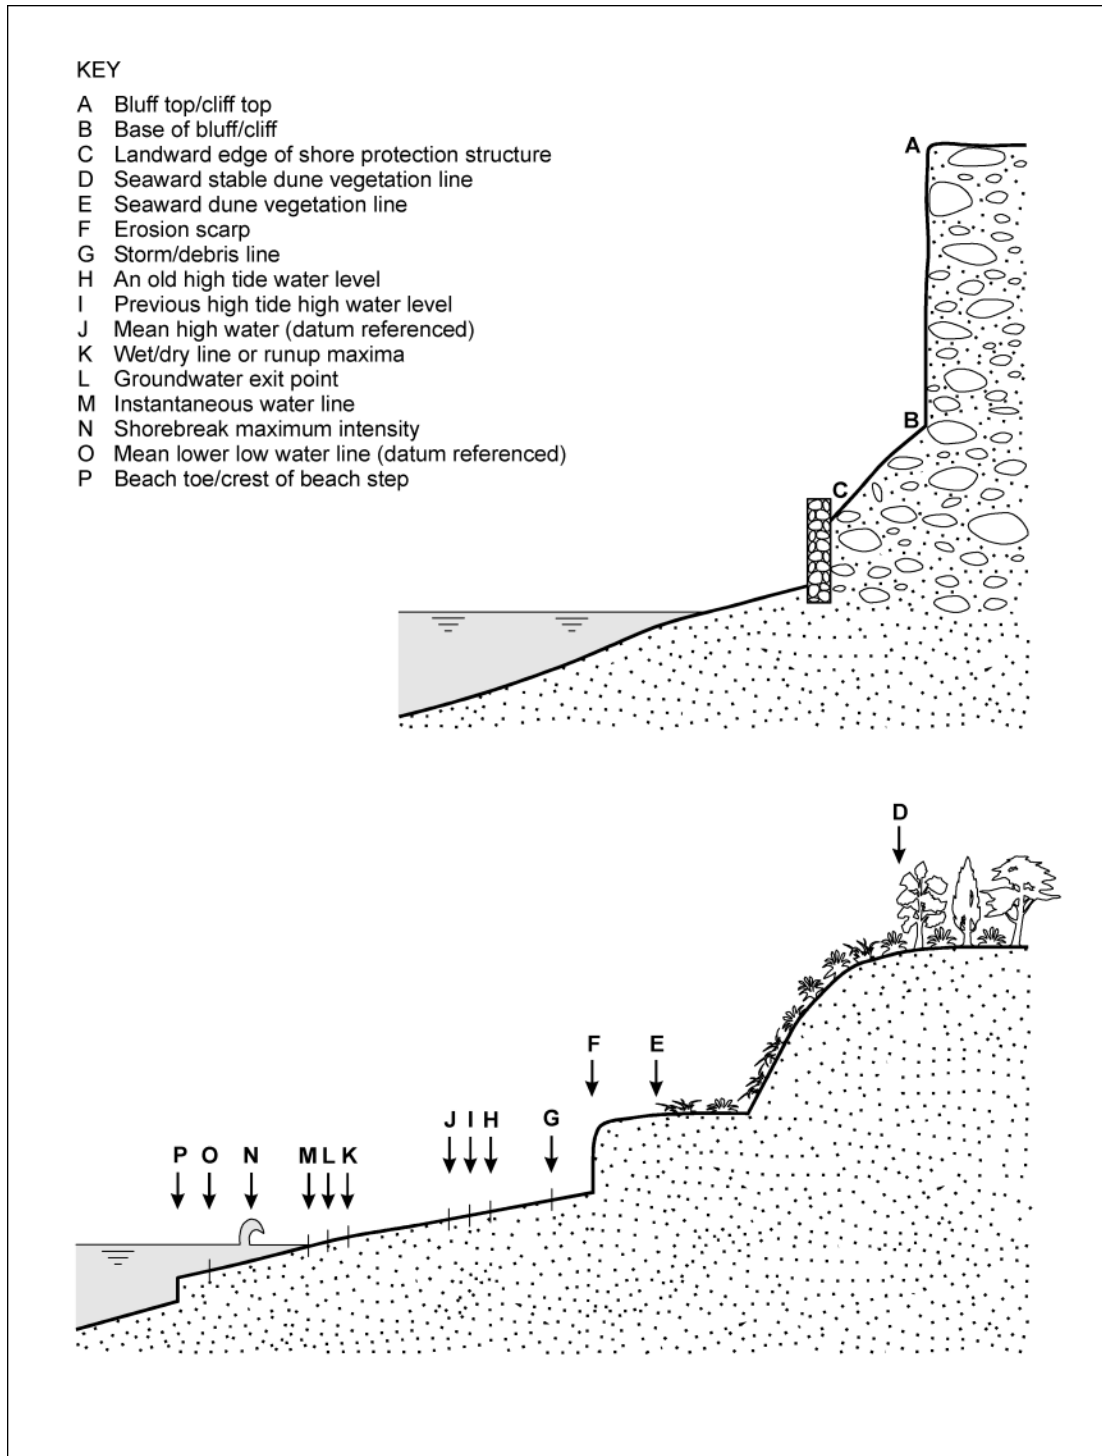 KEY
A Bluff top/cliff top
B Base of bluff/cliff
C Landward edge of shore protection structure
D Seaward stable dune vegetation line
E Seaward dune vegetation line
F Erosion scarp
G Storm/debris line
H An old high tide water level
I Previous high tide high water level
J Mean high water (datum referenced)
K Wet/dry line or runup maxima
L Groundwater exit point
M Instantaneous water line
N Shorebreak maximum intensity
O Mean lower low water line (datum referenced)
P Beach toe/crest of beach step
A
B
C
D
F E
J I H G
P O N M L K